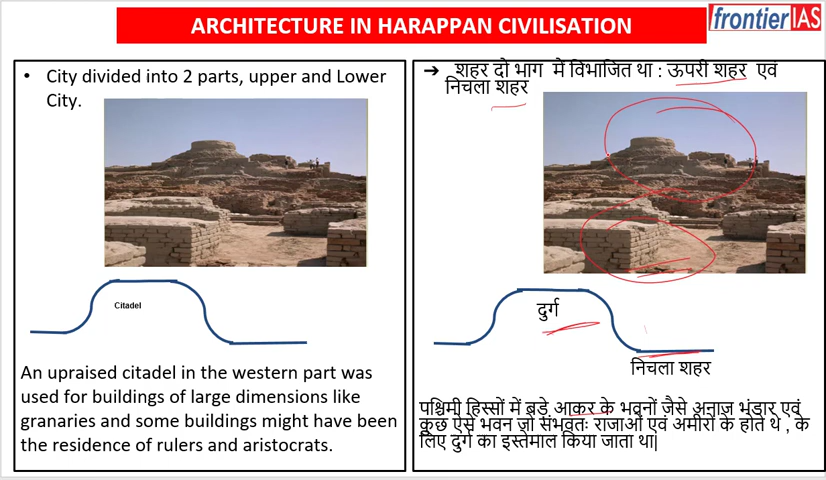 ARCHITECTURE IN HARAPPAN CIVILISATION
frontier IAS
• City divided into 2 parts, upper and Lower
City.
Citadel
An upraised citadel in the western part was
used for buildings of large dimensions like
granaries and some buildings might have been
the residence of rulers and aristocrats.
➔ शहर दो भाग में विभाजित था : ऊपरी शहर एवं
निचला शहर
दुर्ग
निचला शहर
पश्चिमी हिस्सों में बड़े आकर के भवनों जैसे अनाज भंडार एवं
कुछ ऐसे भवन जो संभवतः राजाओं एवं अमीरों के होते थे , के
लिए दुर्ग का इस्तेमाल किया जाता था|